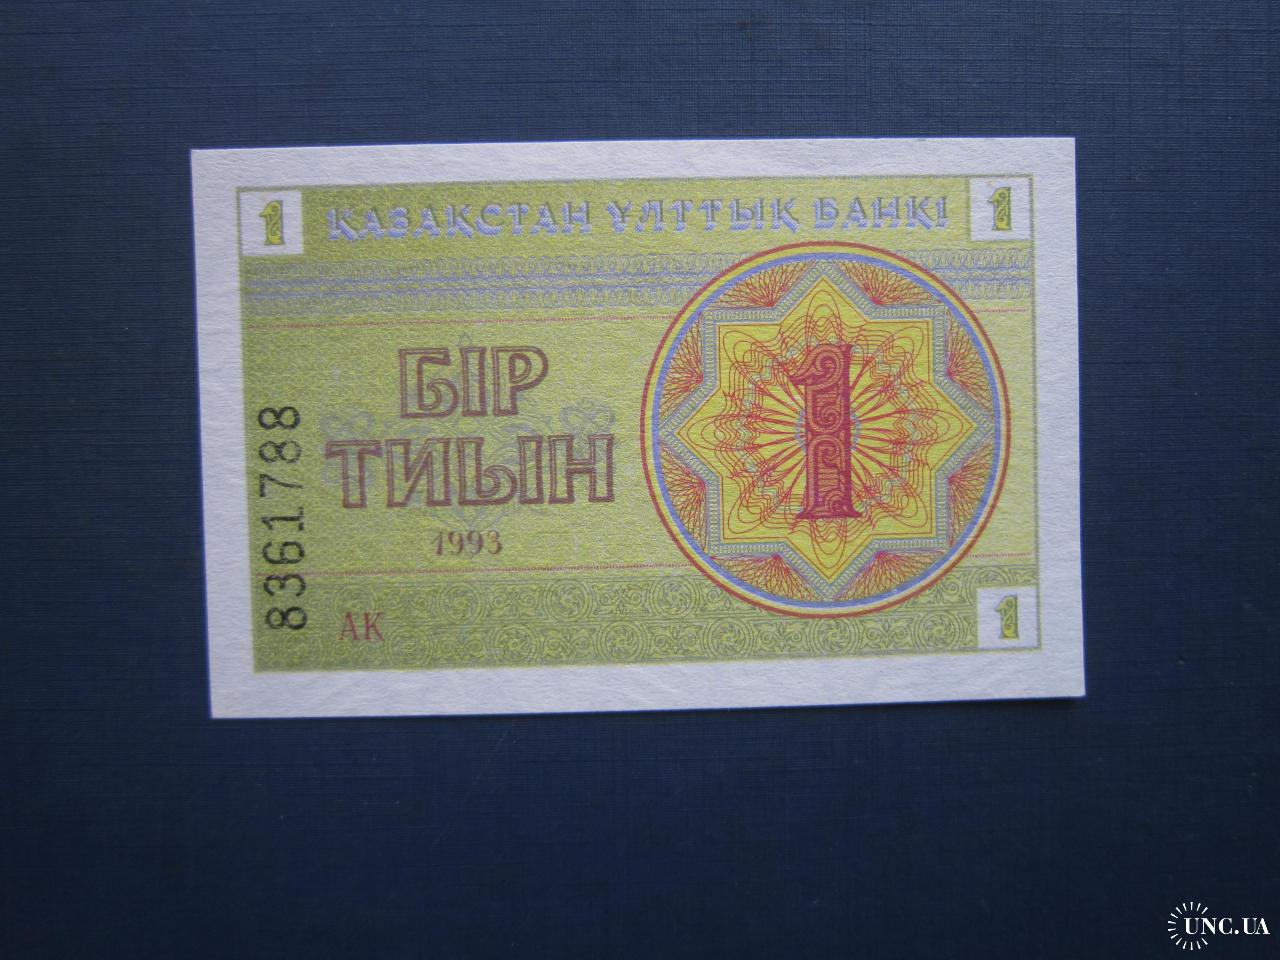 1 ҚАЗАҚСТАН ҰЛТТЫҚ БАНКІ 1
БІР
ТИЫН
1993
1
8361788
АК
1
UNC.UA